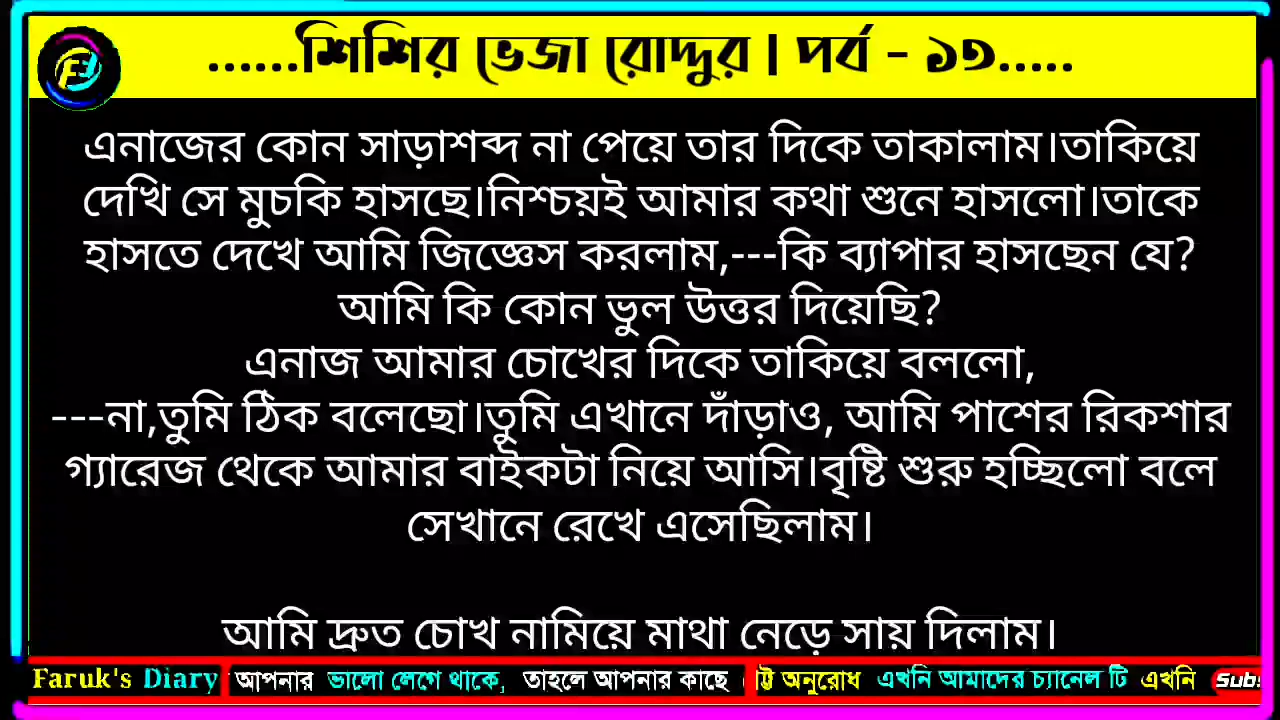 ......শিশির ভেজা রোদ্দুর | পর্ব - ১৩.....
এনাজের কোন সাড়াশব্দ না পেয়ে তার দিকে তাকালাম।তাকিয়ে
দেখি সে মুচকি হাসছে।নিশ্চয়ই আমার কথা শুনে হাসলো।তাকে
হাসতে দেখে আমি জিজ্ঞেস করলাম,---কি ব্যাপার হাসছেন যে?
আমি কি কোন ভুল উত্তর দিয়েছি?
এনাজ আমার চোখের দিকে তাকিয়ে বললো,
---না,তুমি ঠিক বলেছো।তুমি এখানে দাঁড়াও, আমি পাশের রিকশার
গ্যারেজ থেকে আমার বাইকটা নিয়ে আসি।বৃষ্টি শুরু হচ্ছিলো বলে
সেখানে রেখে এসেছিলাম।
আমি দ্রুত চোখ নামিয়ে মাথা নেড়ে সায় দিলাম।
Faruk's Diary আপনার ভালো লেগে থাকে, তাহলে আপনার কাছে অনুরোধ এখনি আমাদের চ্যানেল টি এখনি Subs